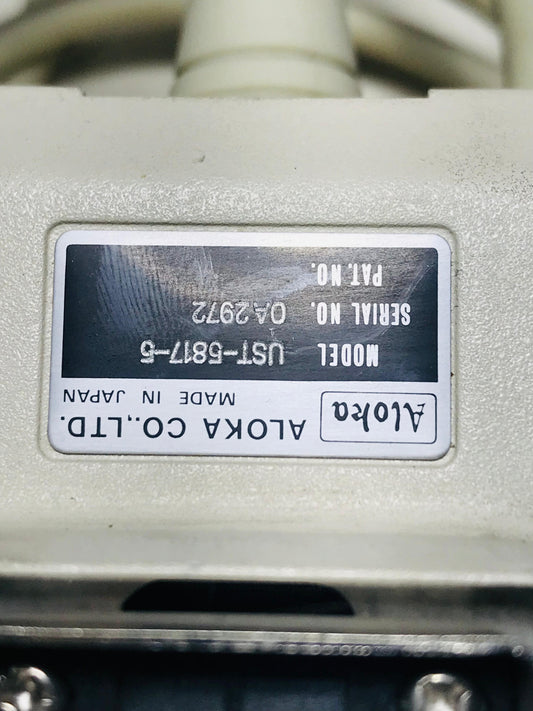 Aloka
ALOKA CO.,LTD.
MADE IN JAPAN
MODEL UST-5817-5
SERIAL NO. 0A2972
PAT. NO.